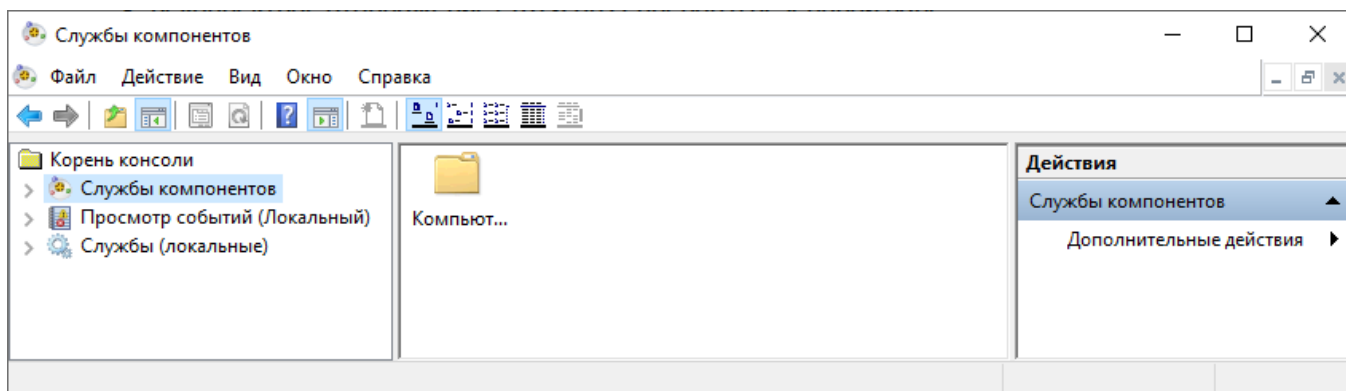 Службы компонентов
Файл Действие Вид Окно Справка
Корень консоли
Службы компонентов
Просмотр событий (Локальный)
Службы (локальные)
Компьют...
Действия
Службы компонентов
Дополнительные действия